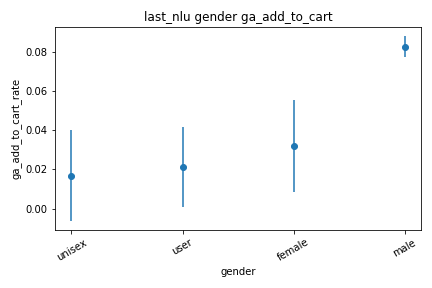 last_nlu gender ga_add_to_cart
ga_add_to_cart_rate
0.08
0.06
0.04
0.02
0.00
unisex
user
female
male
gender